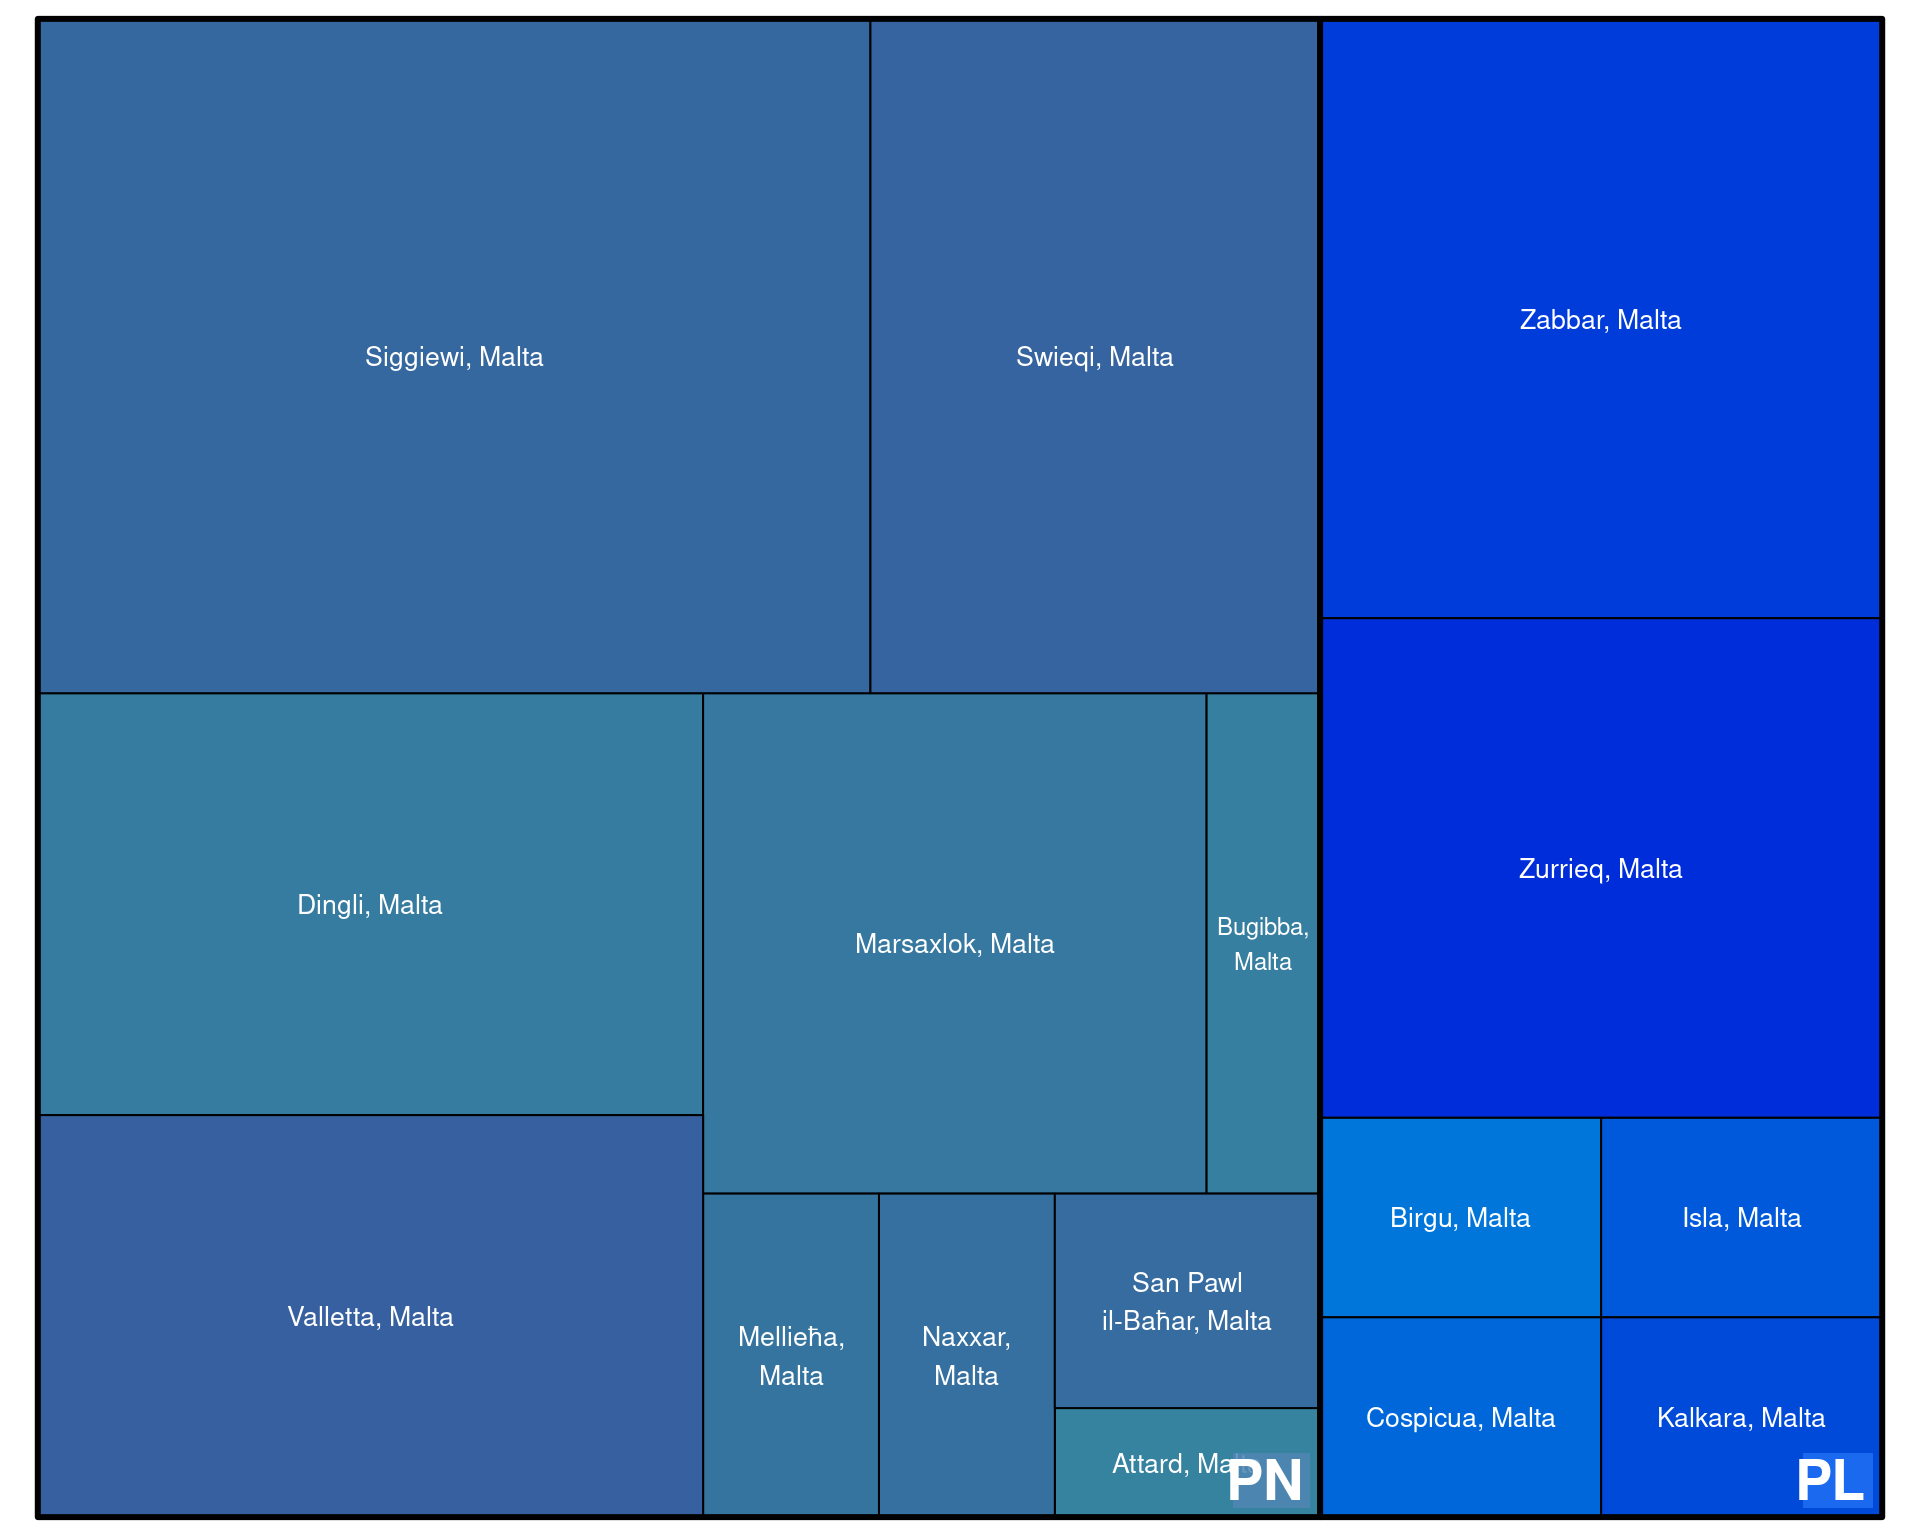 Siggiewi, Malta
Swieqi, Malta
Zabbar, Malta
Dingli, Malta
Marsaxlok, Malta
Bugibba,
Malta
Zurrieq, Malta
Valletta, Malta
Mellieħa,
Malta
Naxxar,
Malta
San Pawl
il-Baħar, Malta
Attard, Malta
PN
Birgu, Malta
Isla, Malta
Cospicua, Malta
Kalkara, Malta
PL